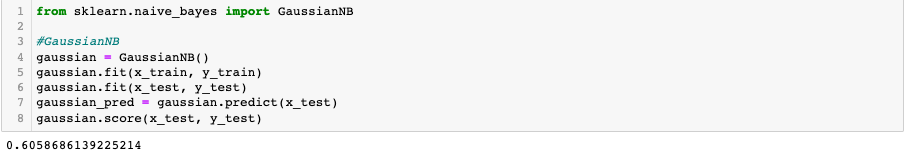 1 from sklearn.naive_bayes import GaussianNB
2
3 #GaussianNB
4 gaussian = GaussianNB()
5 gaussian.fit(x_train, y_train)
6 gaussian.fit(x_test, y_test)
7 gaussian_pred = gaussian.predict(x_test)
8 gaussian.score(x_test, y_test)
0.6058686139225214